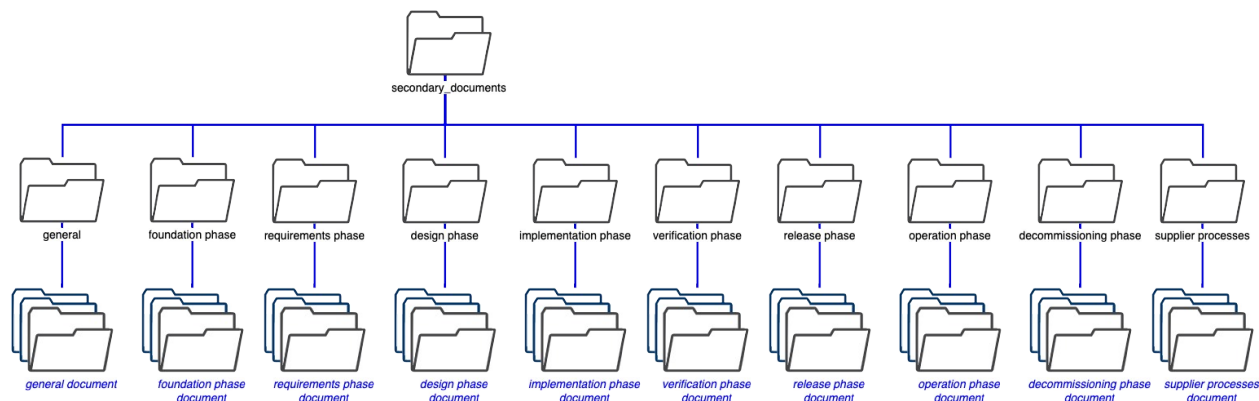 secondary_documents
general
foundation phase
requirements phase
design phase
implementation phase
verification phase
release phase
operation phase
decommissioning phase
supplier processes
general document
foundation phase
document
requirements phase
document
design phase
document
implementation phase
document
verification phase
document
release phase
document
operation phase
document
decommissioning phase
document
supplier processes
document